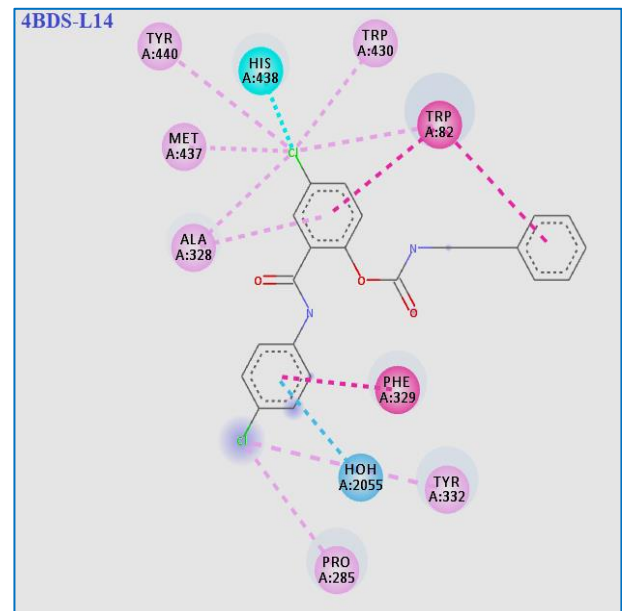 4BDS-L14
TYR
A:440
HIS
A:438
TRP
A:430
TRP
A:82
MET
A:437
Cl
ALA
328
N
O
O
O
N
PHE
A:329
Cl
HOH
A:2055
TYR
A:332
PRO
A:285